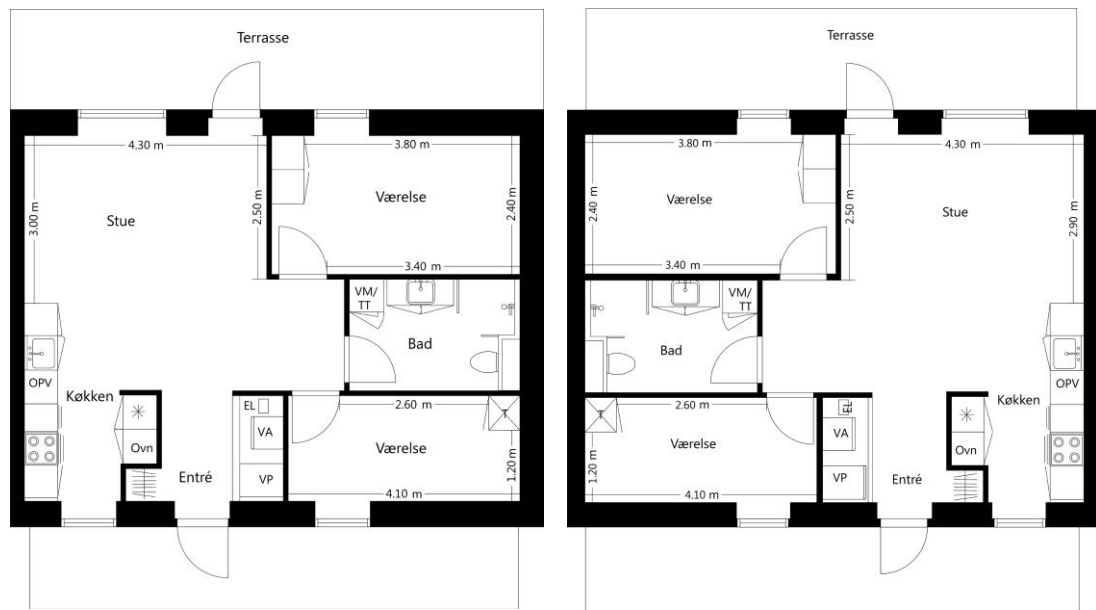 Terrasse
4.30 m
3.80 m
3.00 m
Stue
2.50 m
Værelse
2.40 m
3.40 m
VM/
TT
Bad
OPV
Køkken
EL
2.60 m
T
VA
Værelse
Ovn
1.20 m
Entré
VP
4.10 m
Terrasse
3.80 m
4.30 m
2.40 m
Værelse
2.50 m
Stue
2.90 m
3.40 m
VM/
TT
Bad
OPV
Køkken
T
2.60 m
EL
VA
Værelse
Ovn
1.20 m
VP
Entré
4.10 m